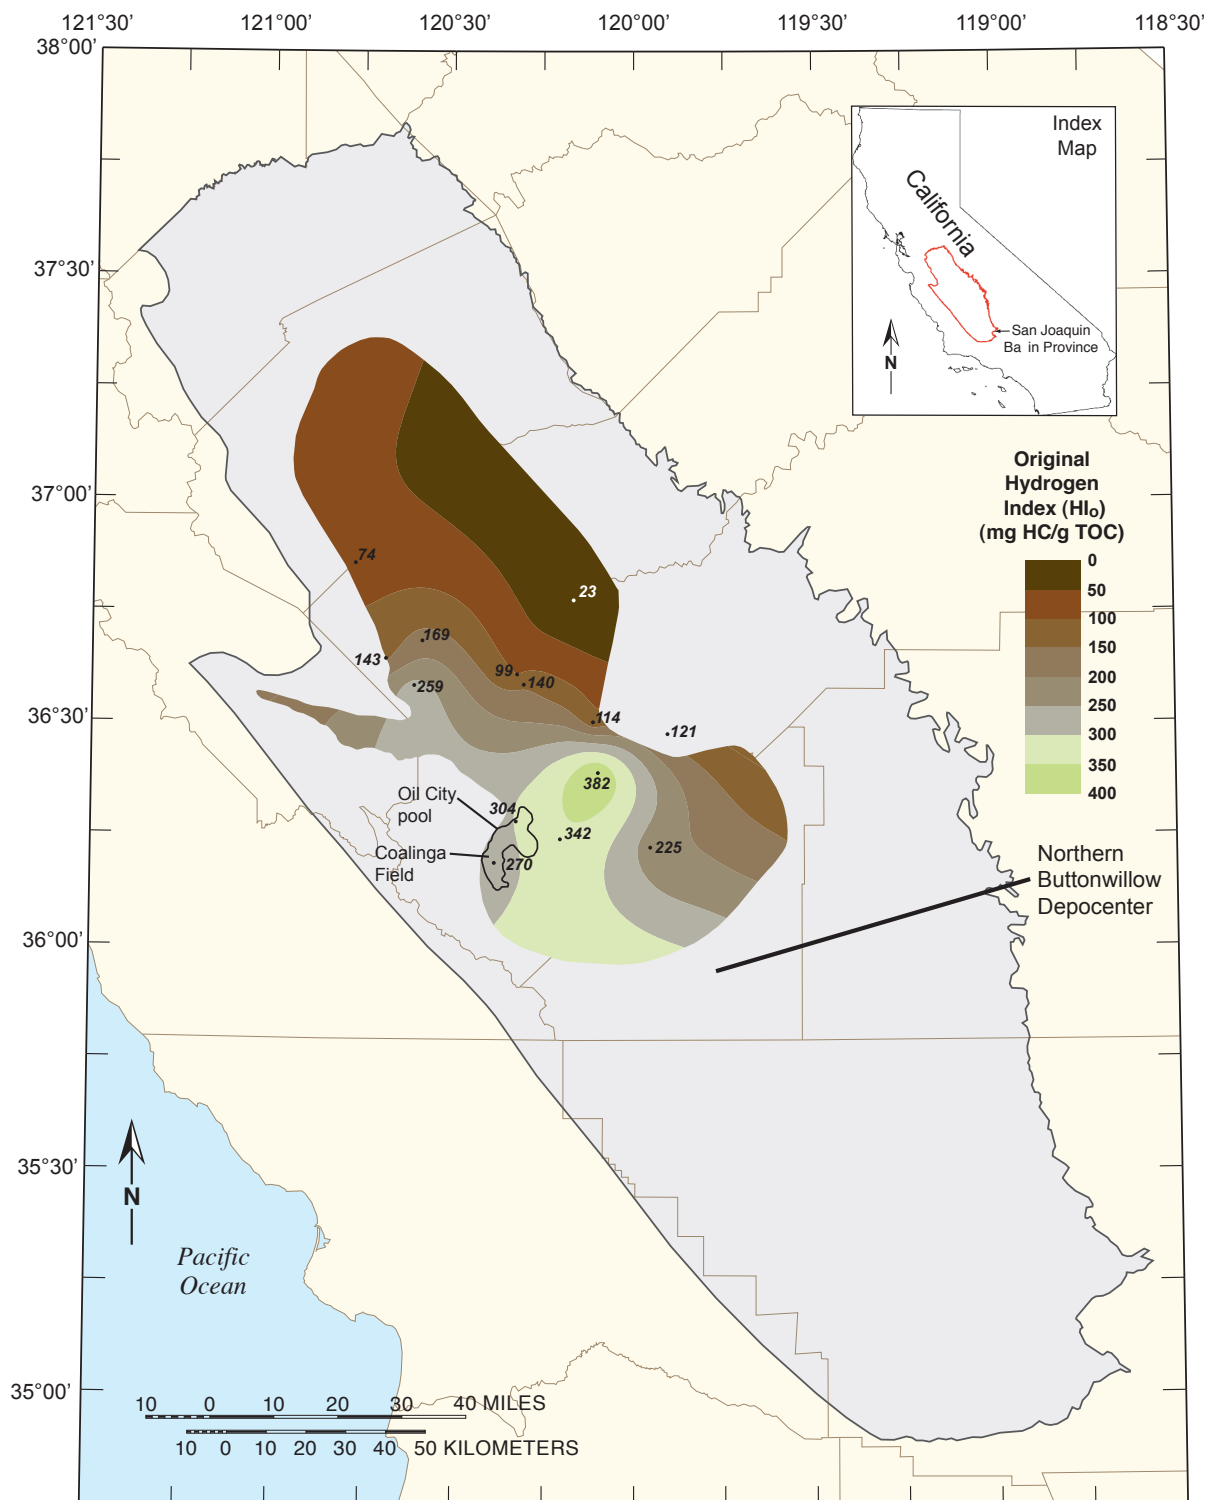 121°30' 121°00' 120°30' 120°00' 119°30' 119°00' 118°30'
38°00'
37°30'
37°00'
36°30'
36°00'
35°30'
35°00'
Index
Map
California
San Joaquin
Ba in Province
N
Original
Hydrogen
Index (HIo)
(mg HC/g TOC)
0
50
100
150
200
250
300
350
400
74
23
169
143
99
140
259
114
121
382
304
342
225
270
Oil City
pool
Coalinga
Field
Northern
Buttonwillow
Depocenter
N
Pacific
Ocean
10 0 10 20 30 40 MILES
10 0 10 20 30 40 50 KILOMETERS